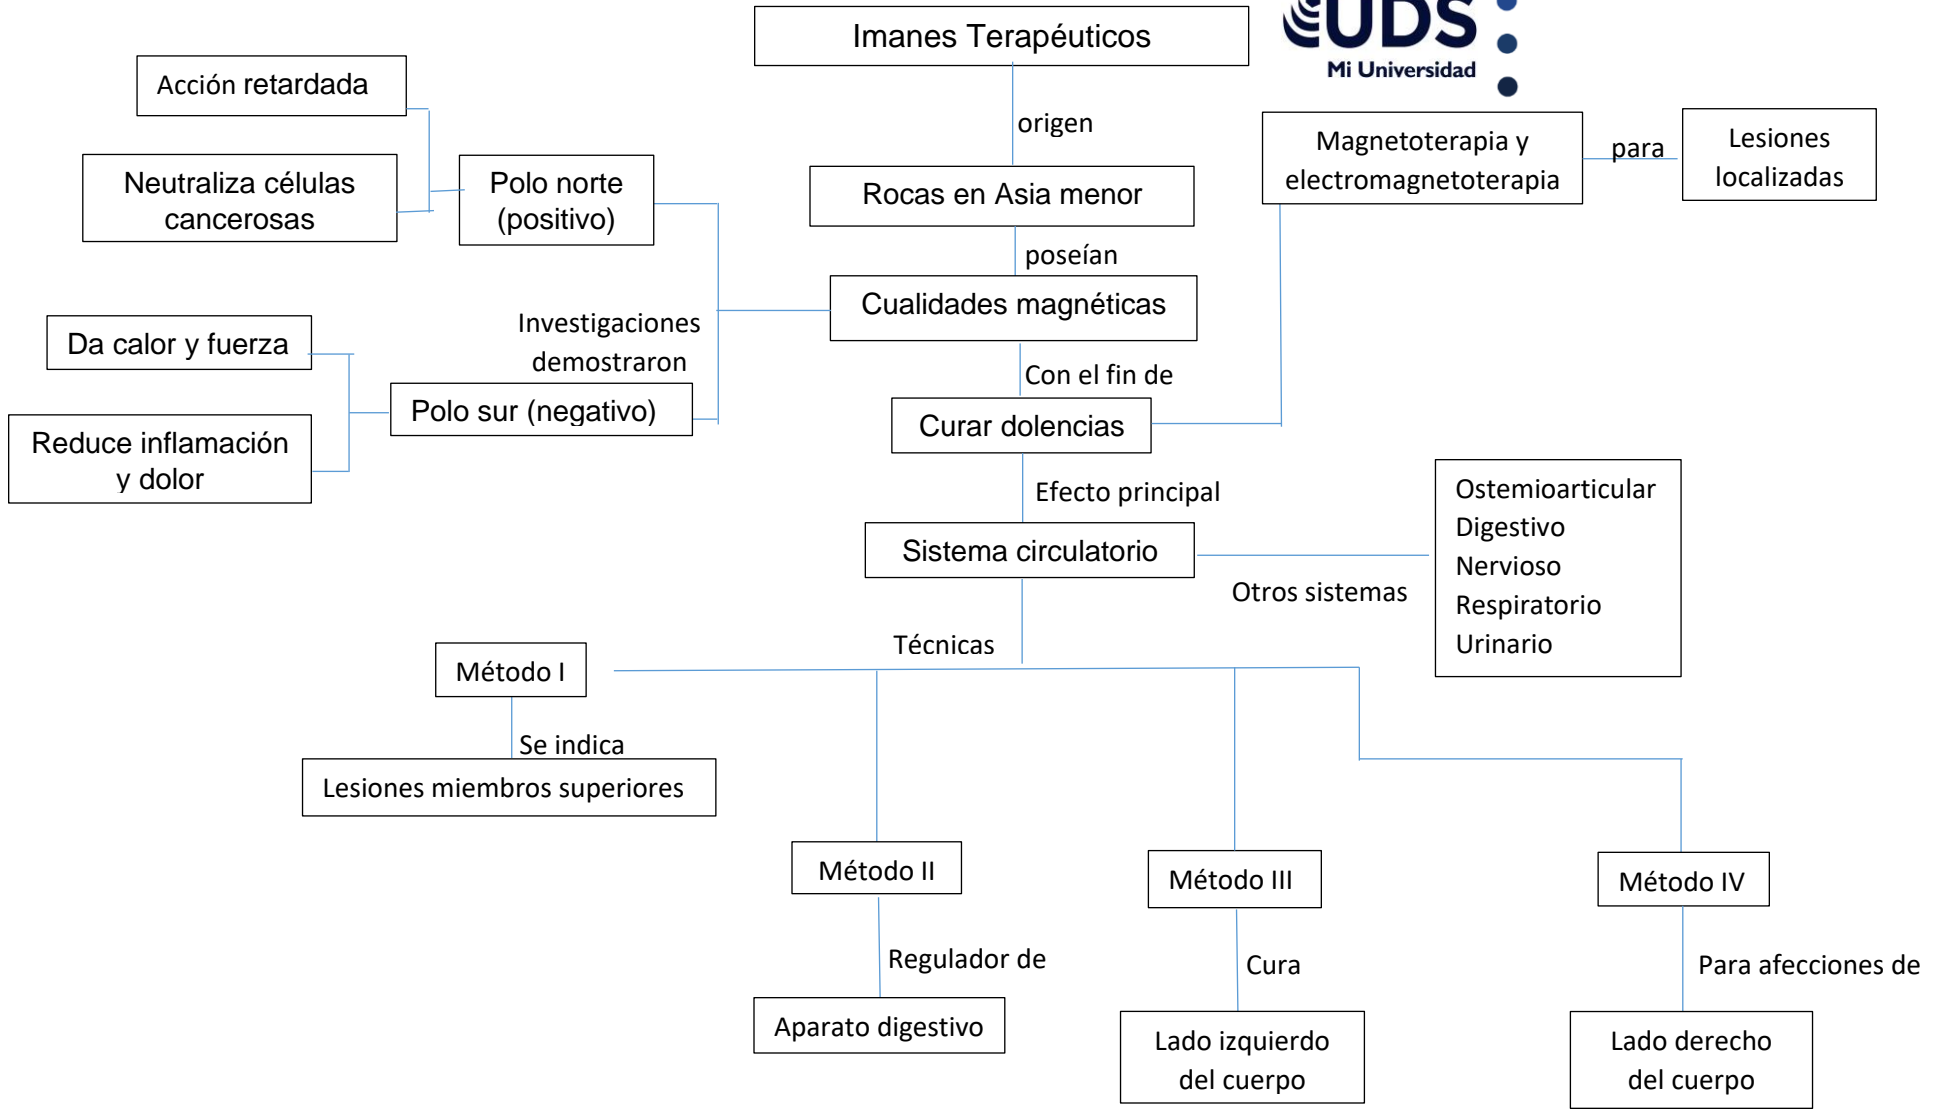 Imanes Terapéuticos
UDS
Mi Universidad
Acción retardada
origen
Magnetoterapia y
electromagnetoterapia
para
Lesiones
localizadas
Neutraliza células
cancerosas
Polo norte
(positivo)
Rocas en Asia menor
poseían
Cualidades magnéticas
Investigaciones
demostraron
Da calor y fuerza
Con el fin de
Polo sur (negativo)
Curar dolencias
Reduce inflamación
y dolor
Efecto principal
Ostemioarticular
Digestivo
Nervioso
Respiratorio
Urinario
Sistema circulatorio
Otros sistemas
Técnicas
Método I
Se indica
Lesiones miembros superiores
Método II
Método III
Método IV
Regulador de
Cura
Para afecciones de
Aparato digestivo
Lado izquierdo
del cuerpo
Lado derecho
del cuerpo